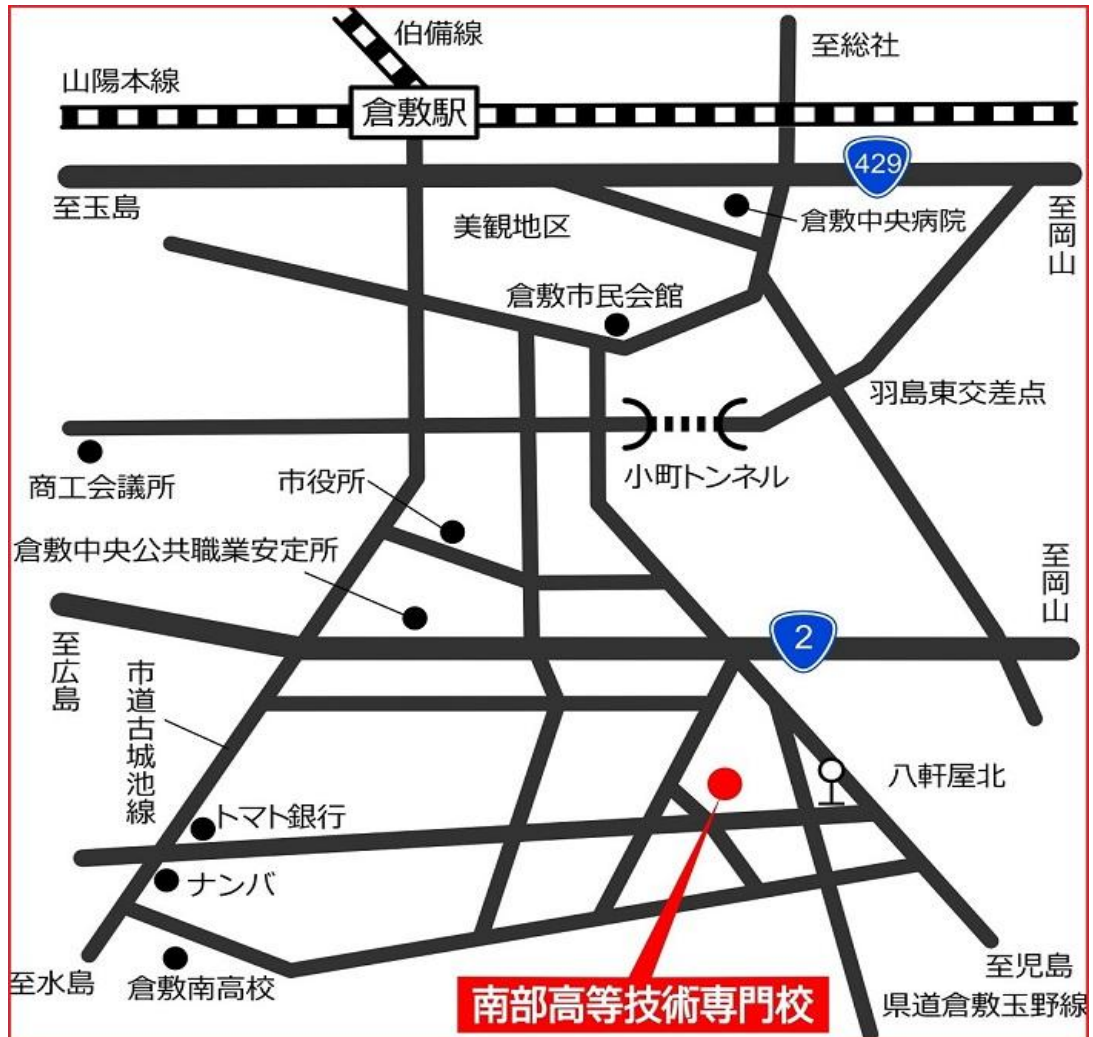 伯備線
至総社
山陽本線
倉敷駅
429
至玉島
美観地区
倉敷中央病院
至岡山
倉敷市民会館
羽島東交差点
商工会議所
市役所
小町トンネル
倉敷中央公共職業安定所
至岡山
2
至広島
市道古城池線
八軒屋北
トマト銀行
ナンバ
至水島
倉敷南高校
南部高等技術専門校
至児島
県道倉敷玉野線